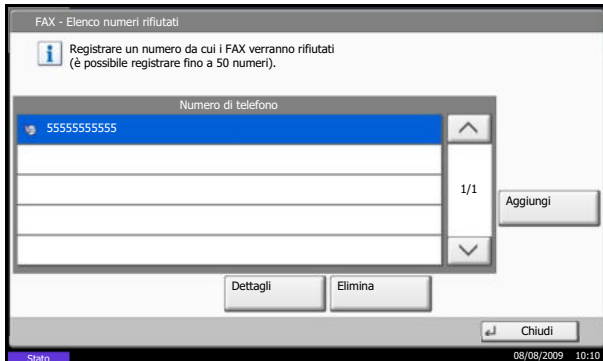 FAX - Elenco numeri rifiutati
Registrare un numero da cui i FAX verranno rifiutati
(è possibile registrare fino a 50 numeri).
Numero di telefono
55555555555
1/1
Aggiungi
Dettagli
Elimina
Chiudi
Stato
08/08/2009 10:10